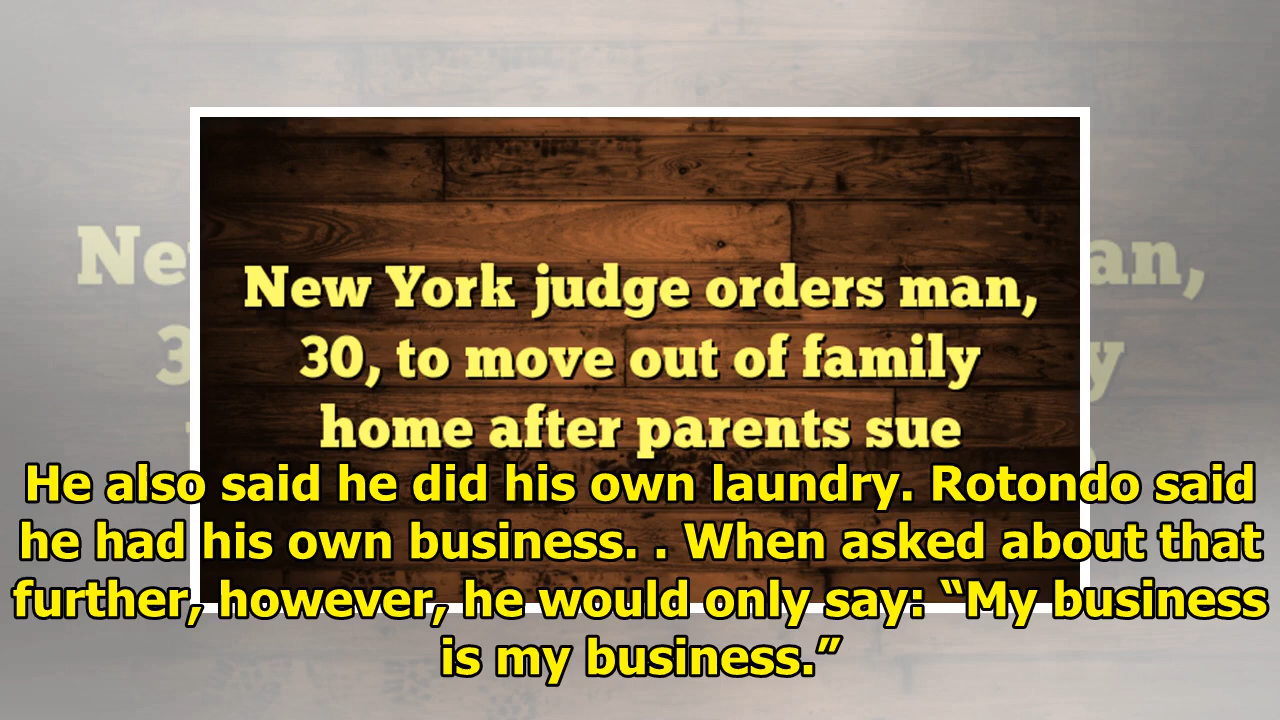 New York judge orders man,
30, to move out of family
home after parents sue
He also said he did his own laundry. Rotondo said
he had his own business. . When asked about that
further, however, he would only say: “My business
is my business.”